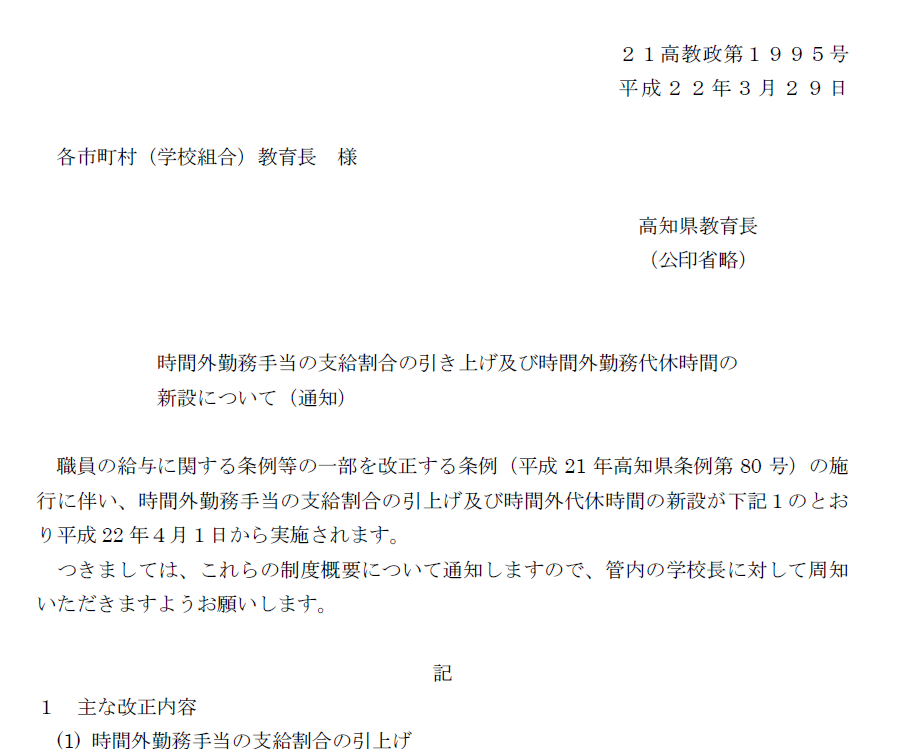 ２１高教政第１９９５号
平成２２年３月２９日
各市町村（学校組合）教育長　様
高知県教育長
（公印省略）
時間外勤務手当の支給割合の引き上げ及び時間外勤務代休時間の
新設について（通知）
職員の給与に関する条例等の一部を改正する条例（平成 21 年高知県条例第 80 号）の施
行に伴い、時間外勤務手当の支給割合の引上げ及び時間外代休時間の新設が下記１のとお
り平成 22 年４月１日から実施されます。
つきましては、これらの制度概要について通知しますので、管内の学校長に対して周知
いただきますようお願いします。
記
１　主な改正内容
(1) 時間外勤務手当の支給割合の引上げ